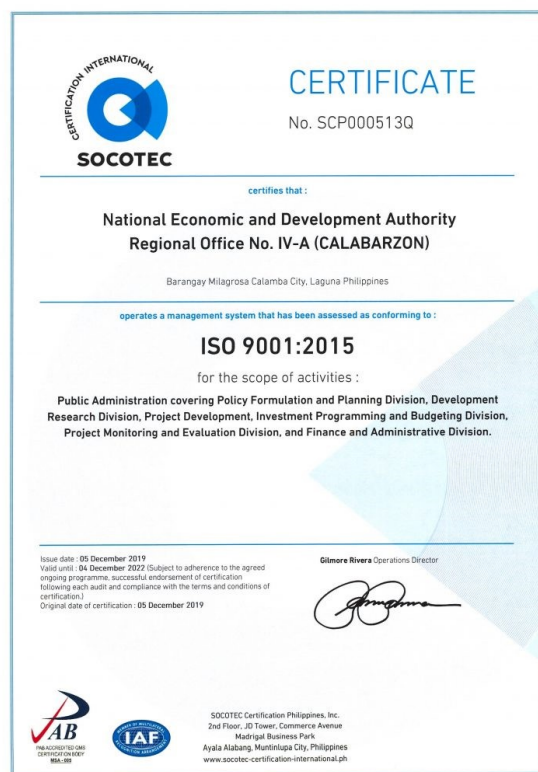 CERTIFICATION INTERNATIONAL
SOCOTEC
CERTIFICATE
No. SCP000513Q
certifies that :
National Economic and Development Authority
Regional Office No. IV-A (CALABARZON)
Barangay Milagrosa Calamba City, Laguna Philippines
operates a management system that has been assessed as conforming to :
ISO 9001:2015
for the scope of activities :
Public Administration covering Policy Formulation and Planning Division, Development
Research Division, Project Development, Investment Programming and Budgeting Division,
Project Monitoring and Evaluation Division, and Finance and Administrative Division.
Issue date : 05 December 2019
Valid until : 04 December 2022 (Subject to adherence to the agreed
ongoing programme, successful endorsement of certification
following each audit and compliance with the terms and conditions of
certification.)
Original date of certification : 05 December 2019
Gilmore Rivera Operations Director
PAB
PAB ACCREDITED QMS
CERTIFICATION BODY
MSA-003
MEMBER OF MULTILATERAL
IAF
RECOGNITION ARRANGEMENT
SOCOTEC Certification Philippines, Inc.
2nd Floor, JD Tower, Commerce Avenue
Madrigal Business Park
Ayala Alabang, Muntinlupa City, Philippines
www.socotec-certification-international.ph